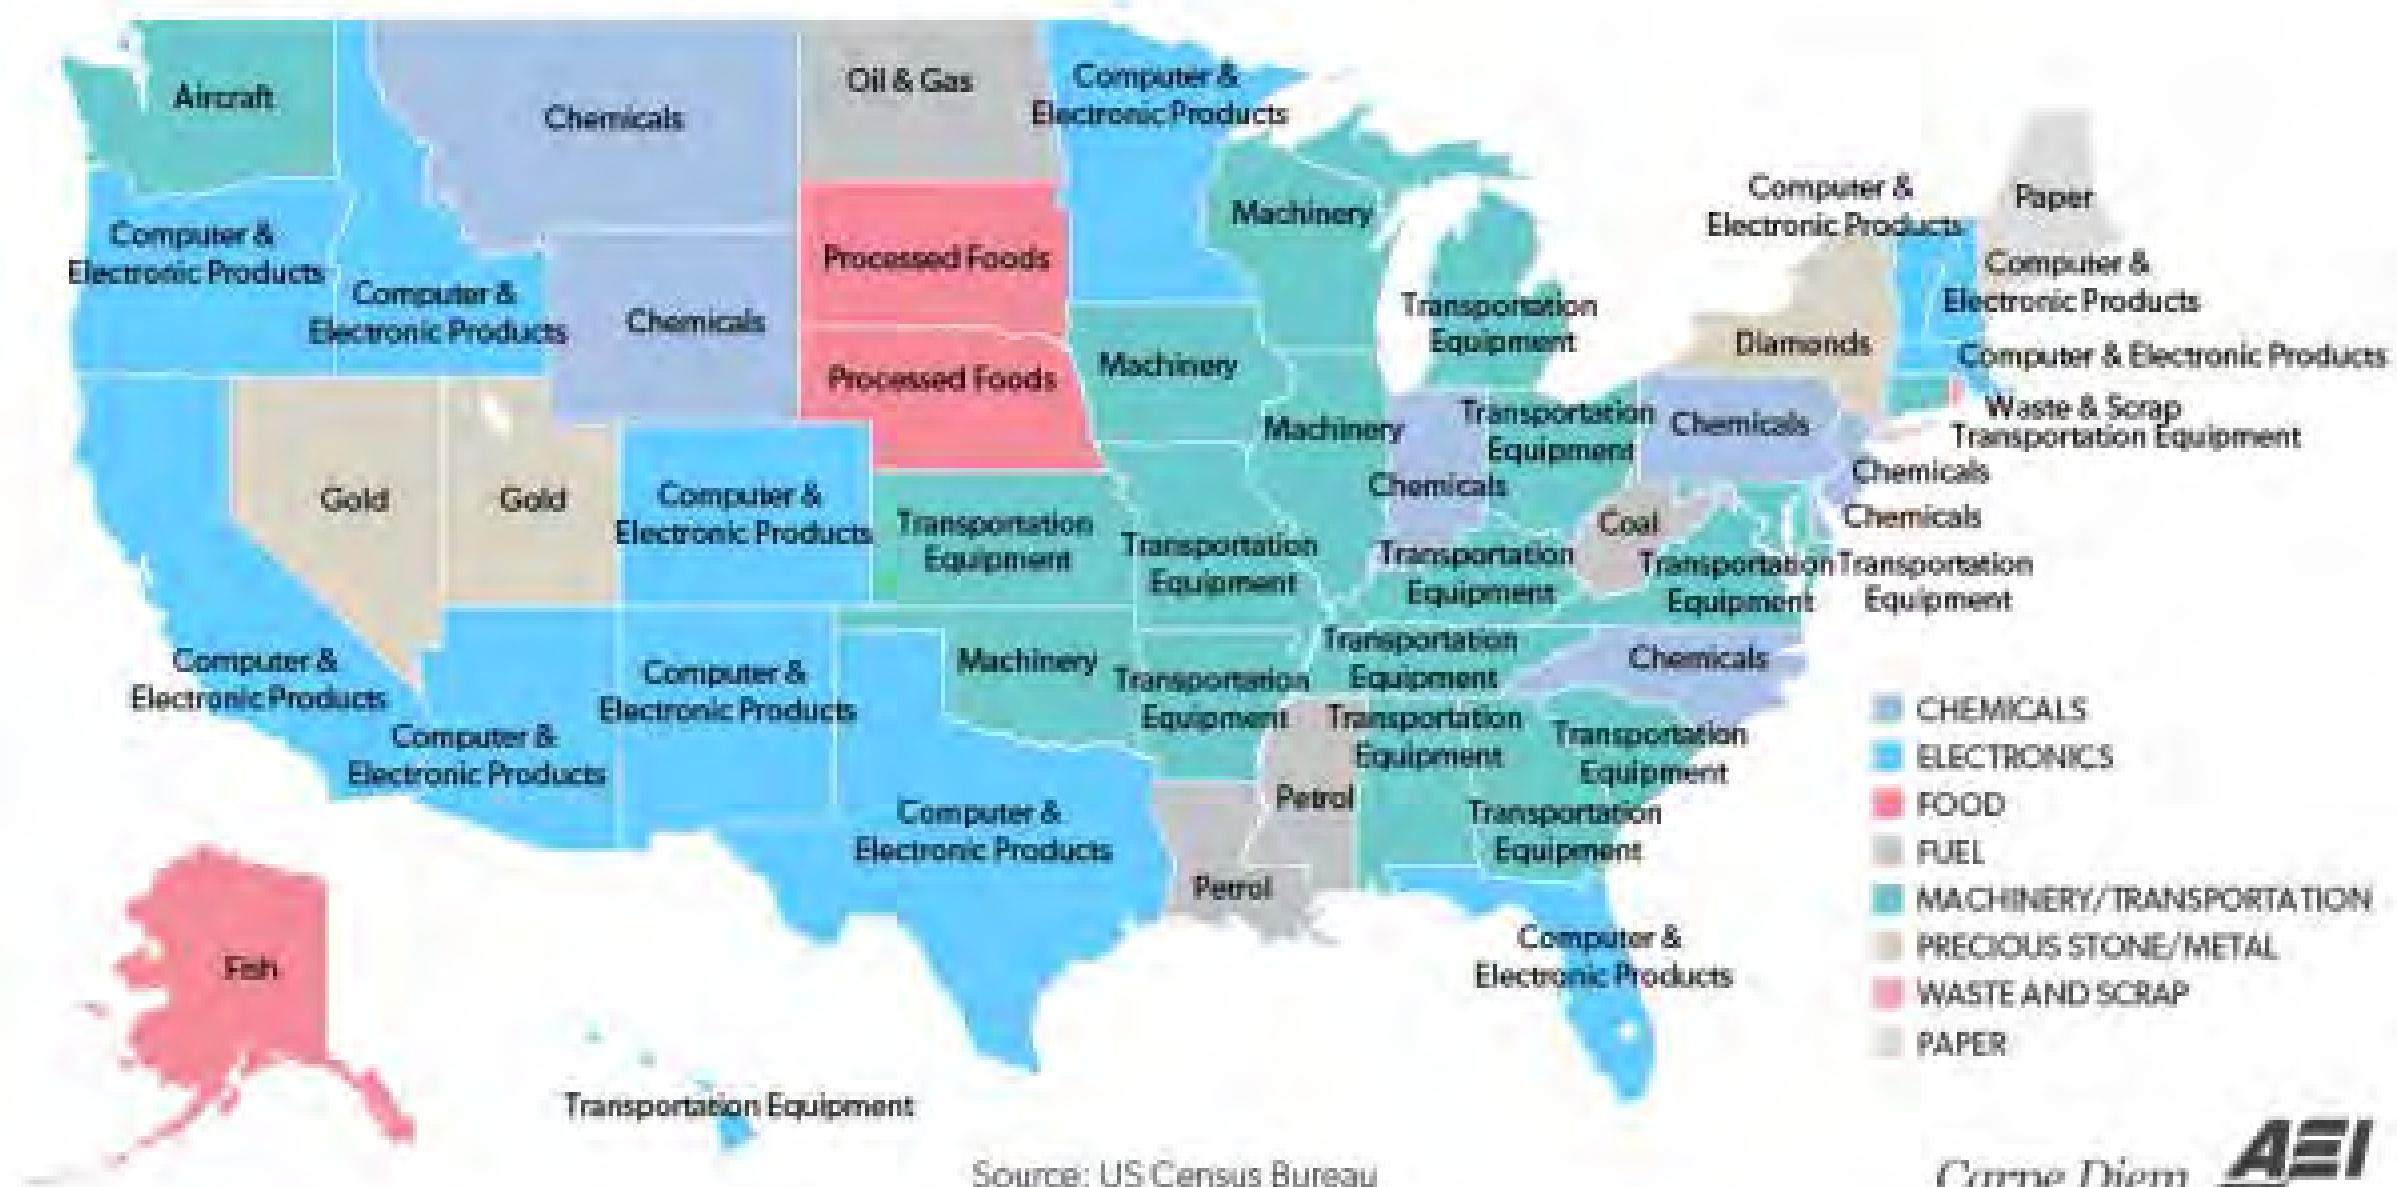 Aircraft
Chemicals
Oil & Gas
Computer &
Electronic Products
Computer &
Electronic Products
Paper
Machinery
Computer &
Electronic Products
Processed Foods
Computer &
Electronic Products
Computer &
Electronic Products
Chemicals
Transportation
Equipment
Diamonds
Computer & Electronic Products
Machinery
Processed Foods
Waste & Scrap
Transportation Equipment
Transportation
Equipment
Chemicals
Machinery
Chemicals
Chemicals
Gold
Gold
Computer &
Electronic Products
Coal
Chemicals
Transportation
Equipment
Transportation
Equipment
Transportation
Equipment
Transportation
Equipment
Transportation
Equipment
Computer &
Electronic Products
Computer &
Electronic Products
Machinery
Transportation
Equipment
Chemicals
Transportation
Equipment
Computer &
Electronic Products
Transportation
Equipment
Transportation
Equipment
Petrol
Computer &
Electronic Products
Transportation
Equipment
Petrol
Computer &
Electronic Products
Fish
Transportation Equipment
CHEMICALS
ELECTRONICS
FOOD
FUEL
MACHINERY/TRANSPORTATION
PRECIOUS STONE/METAL
WASTE AND SCRAP
PAPER
Source: US Census Bureau
Carpe Diem AEI